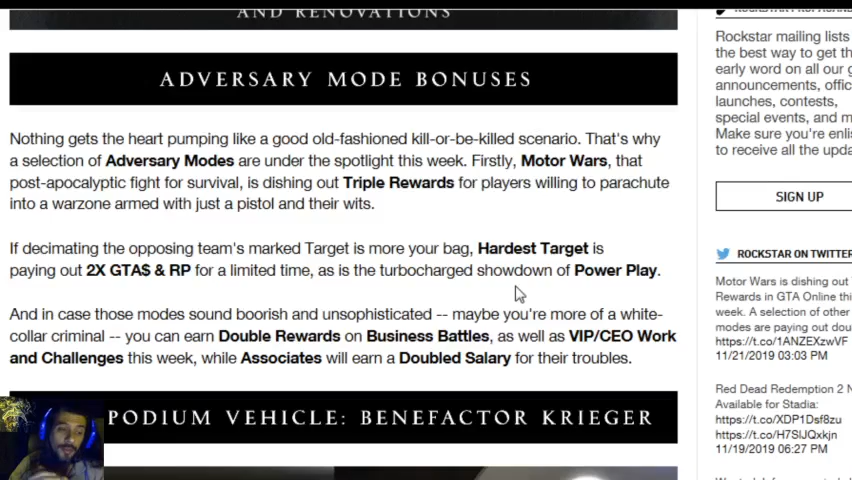 AND RENOVATIONS
ADVERSARY MODE BONUSES
Nothing gets the heart pumping like a good old-fashioned kill-or-be-killed scenario. That's why
a selection of Adversary Modes are under the spotlight this week. Firstly, Motor Wars, that
post-apocalyptic fight for survival, is dishing out Triple Rewards for players willing to parachute
into a warzone armed with just a pistol and their wits.
If decimating the opposing team's marked Target is more your bag, Hardest Target is
paying out 2X GTA$ & RP for a limited time, as is the turbocharged showdown of Power Play.
And in case those modes sound boorish and unsophisticated -- maybe you're more of a white-
collar criminal -- you can earn Double Rewards on Business Battles, as well as VIP/CEO Work
and Challenges this week, while Associates will earn a Doubled Salary for their troubles.
PODIUM VEHICLE: BENEFACTOR KRIEGER
Rockstar mailing lists
the best way to get th
early word on all our g
announcements, offic
launches, contests,
special events, and m
Make sure you're enlis
to receive all the upda
SIGN UP
ROCKSTAR ON TWITTER
Motor Wars is dishing out
Rewards in GTA Online thi
week. A selection of other
modes are paying out dou
https://t.co/1ANZEXzwVF
11/21/2019 03:03 PM
Red Dead Redemption 2 N
Available for Stadia:
https://t.co/XDP1Dsf8zu
https://t.co/H7SlJQxkjn
11/19/2019 06:27 PM